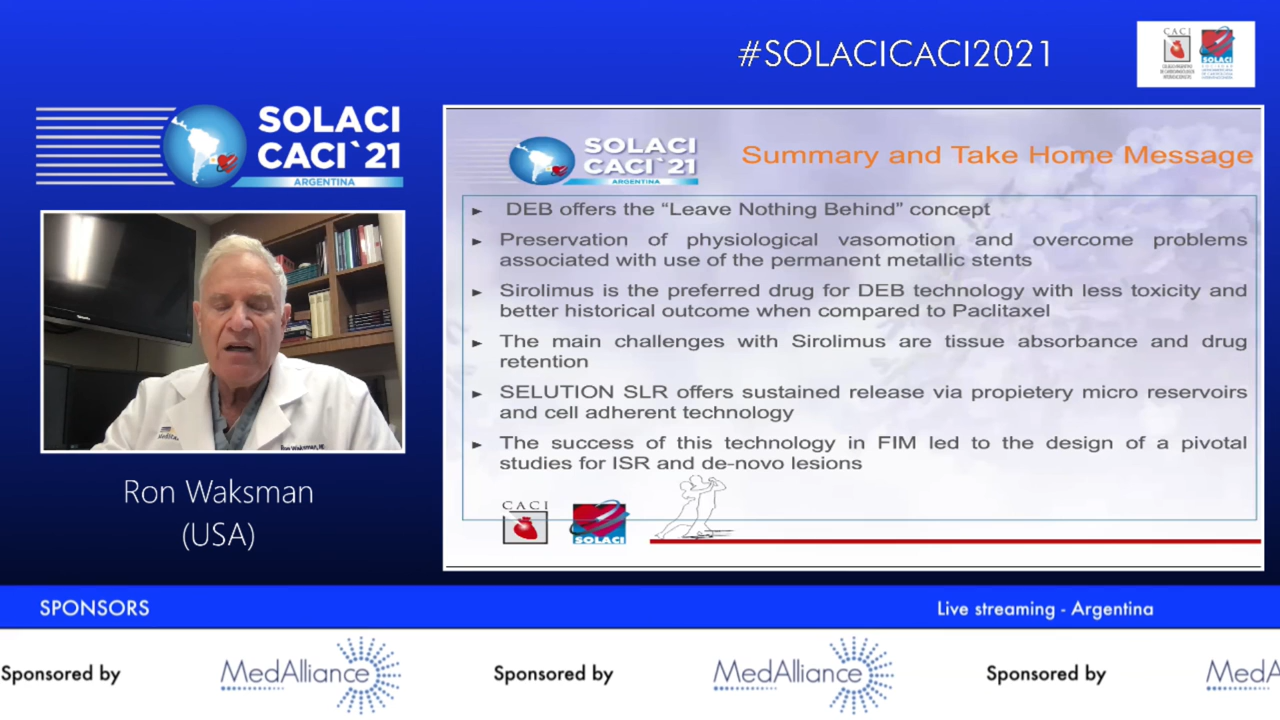 #SOLACICACI2021
CACI
SOLACI
SOLACI
CACI`21
ARGENTINA
SOLACI
CACI`21
ARGENTINA
Summary and Take Home Message
► DEB offers the “Leave Nothing Behind” concept
► Preservation of physiological vasomotion and overcome problems
associated with use of the permanent metallic stents
► Sirolimus is the preferred drug for DEB technology with less toxicity and
better historical outcome when compared to Paclitaxel
► The main challenges with Sirolimus are tissue absorbance and drug
retention
► SELUTION SLR offers sustained release via propietery micro reservoirs
and cell adherent technology
► The success of this technology in FIM led to the design of a pivotal
studies for ISR and de-novo lesions
CACI
SOLACI
Ron Waksman, MD
Ron Waksman
(USA)
SPONSORS
Live streaming - Argentina
Sponsored by
MedAlliance
Sponsored by
MedAlliance
Sponsored by
MedA